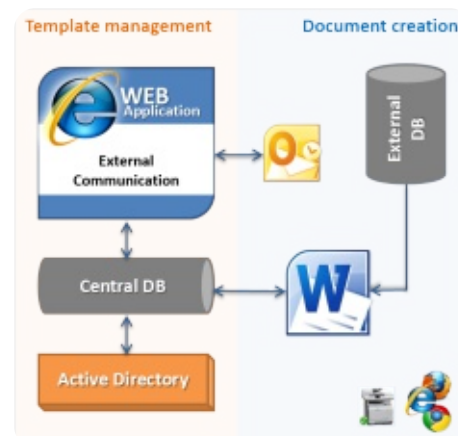 Template management
Document creation
WEB
Application
External
Communication
External
DB
Central DB
Active Directory